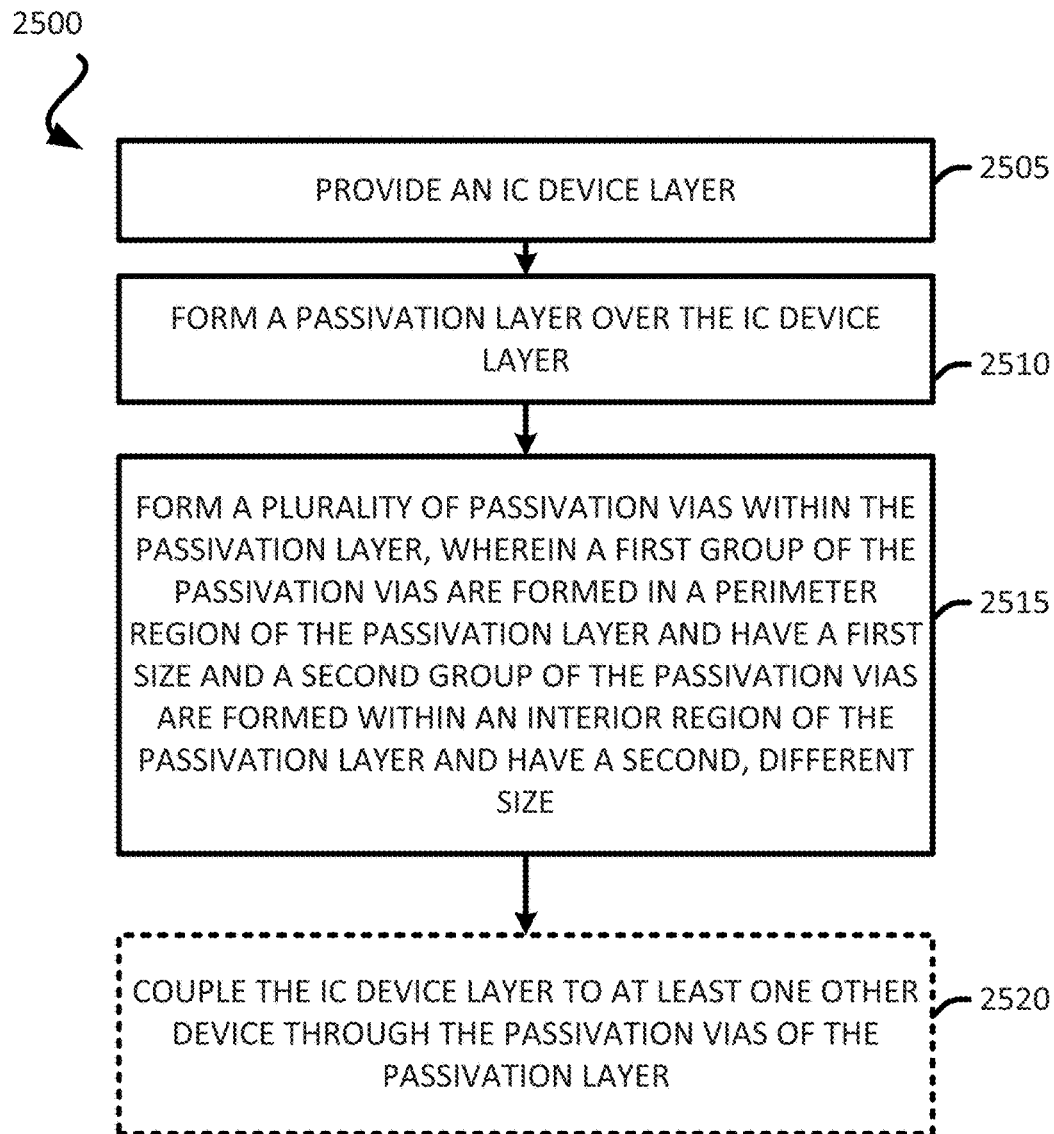 2500
PROVIDE AN IC DEVICE LAYER
2505
FORM A PASSIVATION LAYER OVER THE IC DEVICE
LAYER
2510
FORM A PLURALITY OF PASSIVATION VIAS WITHIN THE
PASSIVATION LAYER, WHEREIN A FIRST GROUP OF THE
PASSIVATION VIAS ARE FORMED IN A PERIMETER
REGION OF THE PASSIVATION LAYER AND HAVE A FIRST
SIZE AND A SECOND GROUP OF THE PASSIVATION VIAS
ARE FORMED WITHIN AN INTERIOR REGION OF THE
PASSIVATION LAYER AND HAVE A SECOND, DIFFERENT
SIZE
2515
COUPLE THE IC DEVICE LAYER TO AT LEAST ONE OTHER
DEVICE THROUGH THE PASSIVATION VIAS OF THE
PASSIVATION LAYER
2520